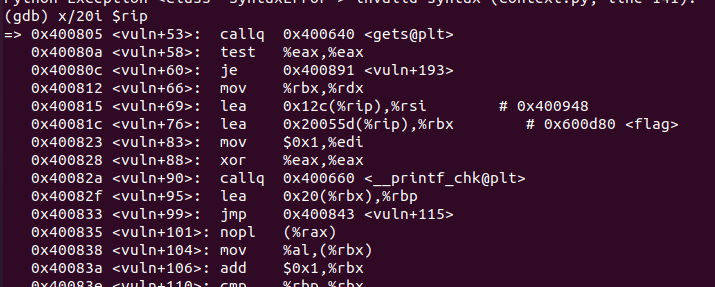 Python Exception <class 'SyntaxError'> invalid syntax (context.py, line 141):
(gdb) x/20i $rip
=> 0x400805 <vuln+53>: callq 0x400640 <gets@plt>
0x40080a <vuln+58>: test %eax,%eax
0x40080c <vuln+60>: je 0x400891 <vuln+193>
0x400812 <vuln+66>: mov %rbx,%rdx
0x400815 <vuln+69>: lea 0x12c(%rip),%rsi # 0x400948
0x40081c <vuln+76>: lea 0x20055d(%rip),%rbx # 0x600d80 <flag>
0x400823 <vuln+83>: mov $0x1,%edi
0x400828 <vuln+88>: xor %eax,%eax
0x40082a <vuln+90>: callq 0x400660 <__printf_chk@plt>
0x40082f <vuln+95>: lea 0x20(%rbx),%rbp
0x400833 <vuln+99>: jmp 0x400843 <vuln+115>
0x400835 <vuln+101>: nopl (%rax)
0x400838 <vuln+104>: mov %al,(%rbx)
0x40083a <vuln+106>: add $0x1,%rbx
0x40083e <vuln+110>: cmp %rbp,%rbx